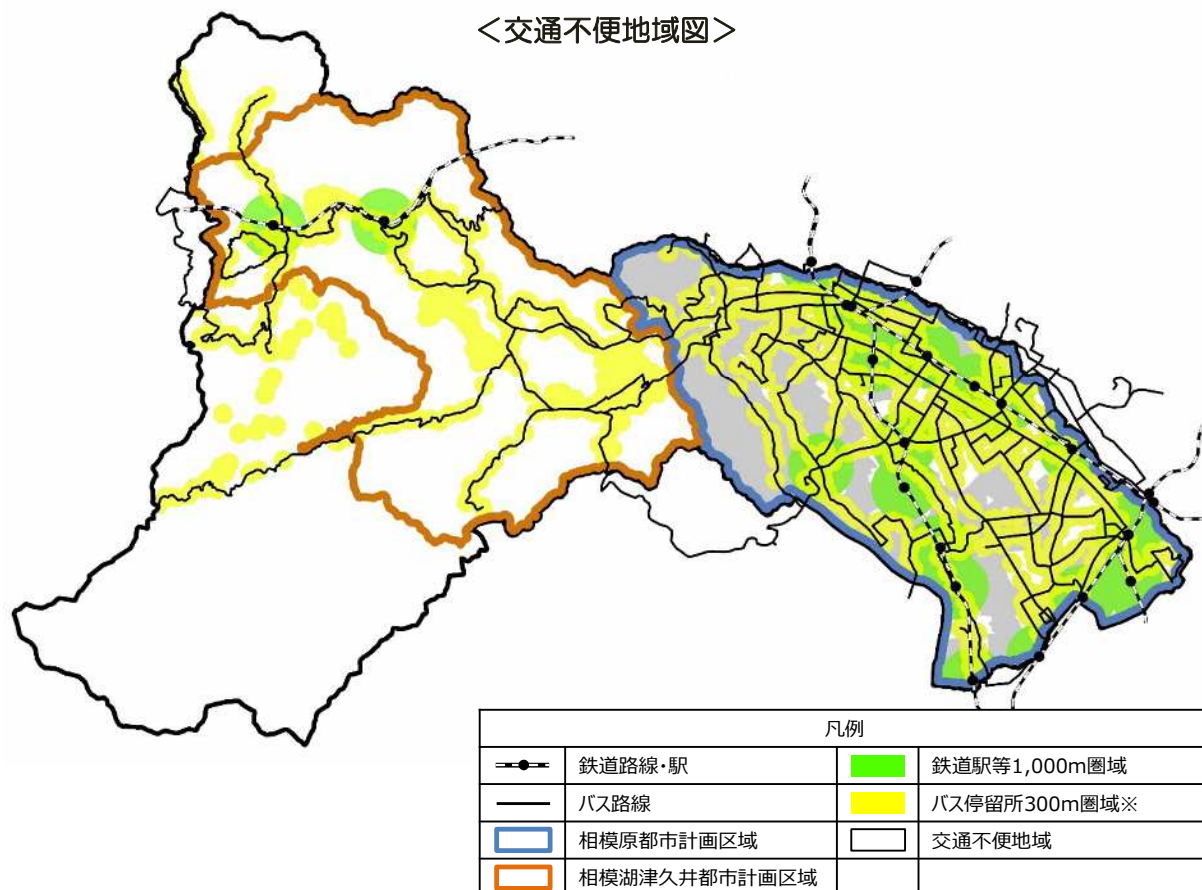 ＜交通不便地域図＞
凡例
鉄道路線・駅
鉄道駅等1,000m圏域
バス路線
バス停留所300m圏域※
相模原都市計画区域
交通不便地域
相模湖津久井都市計画区域